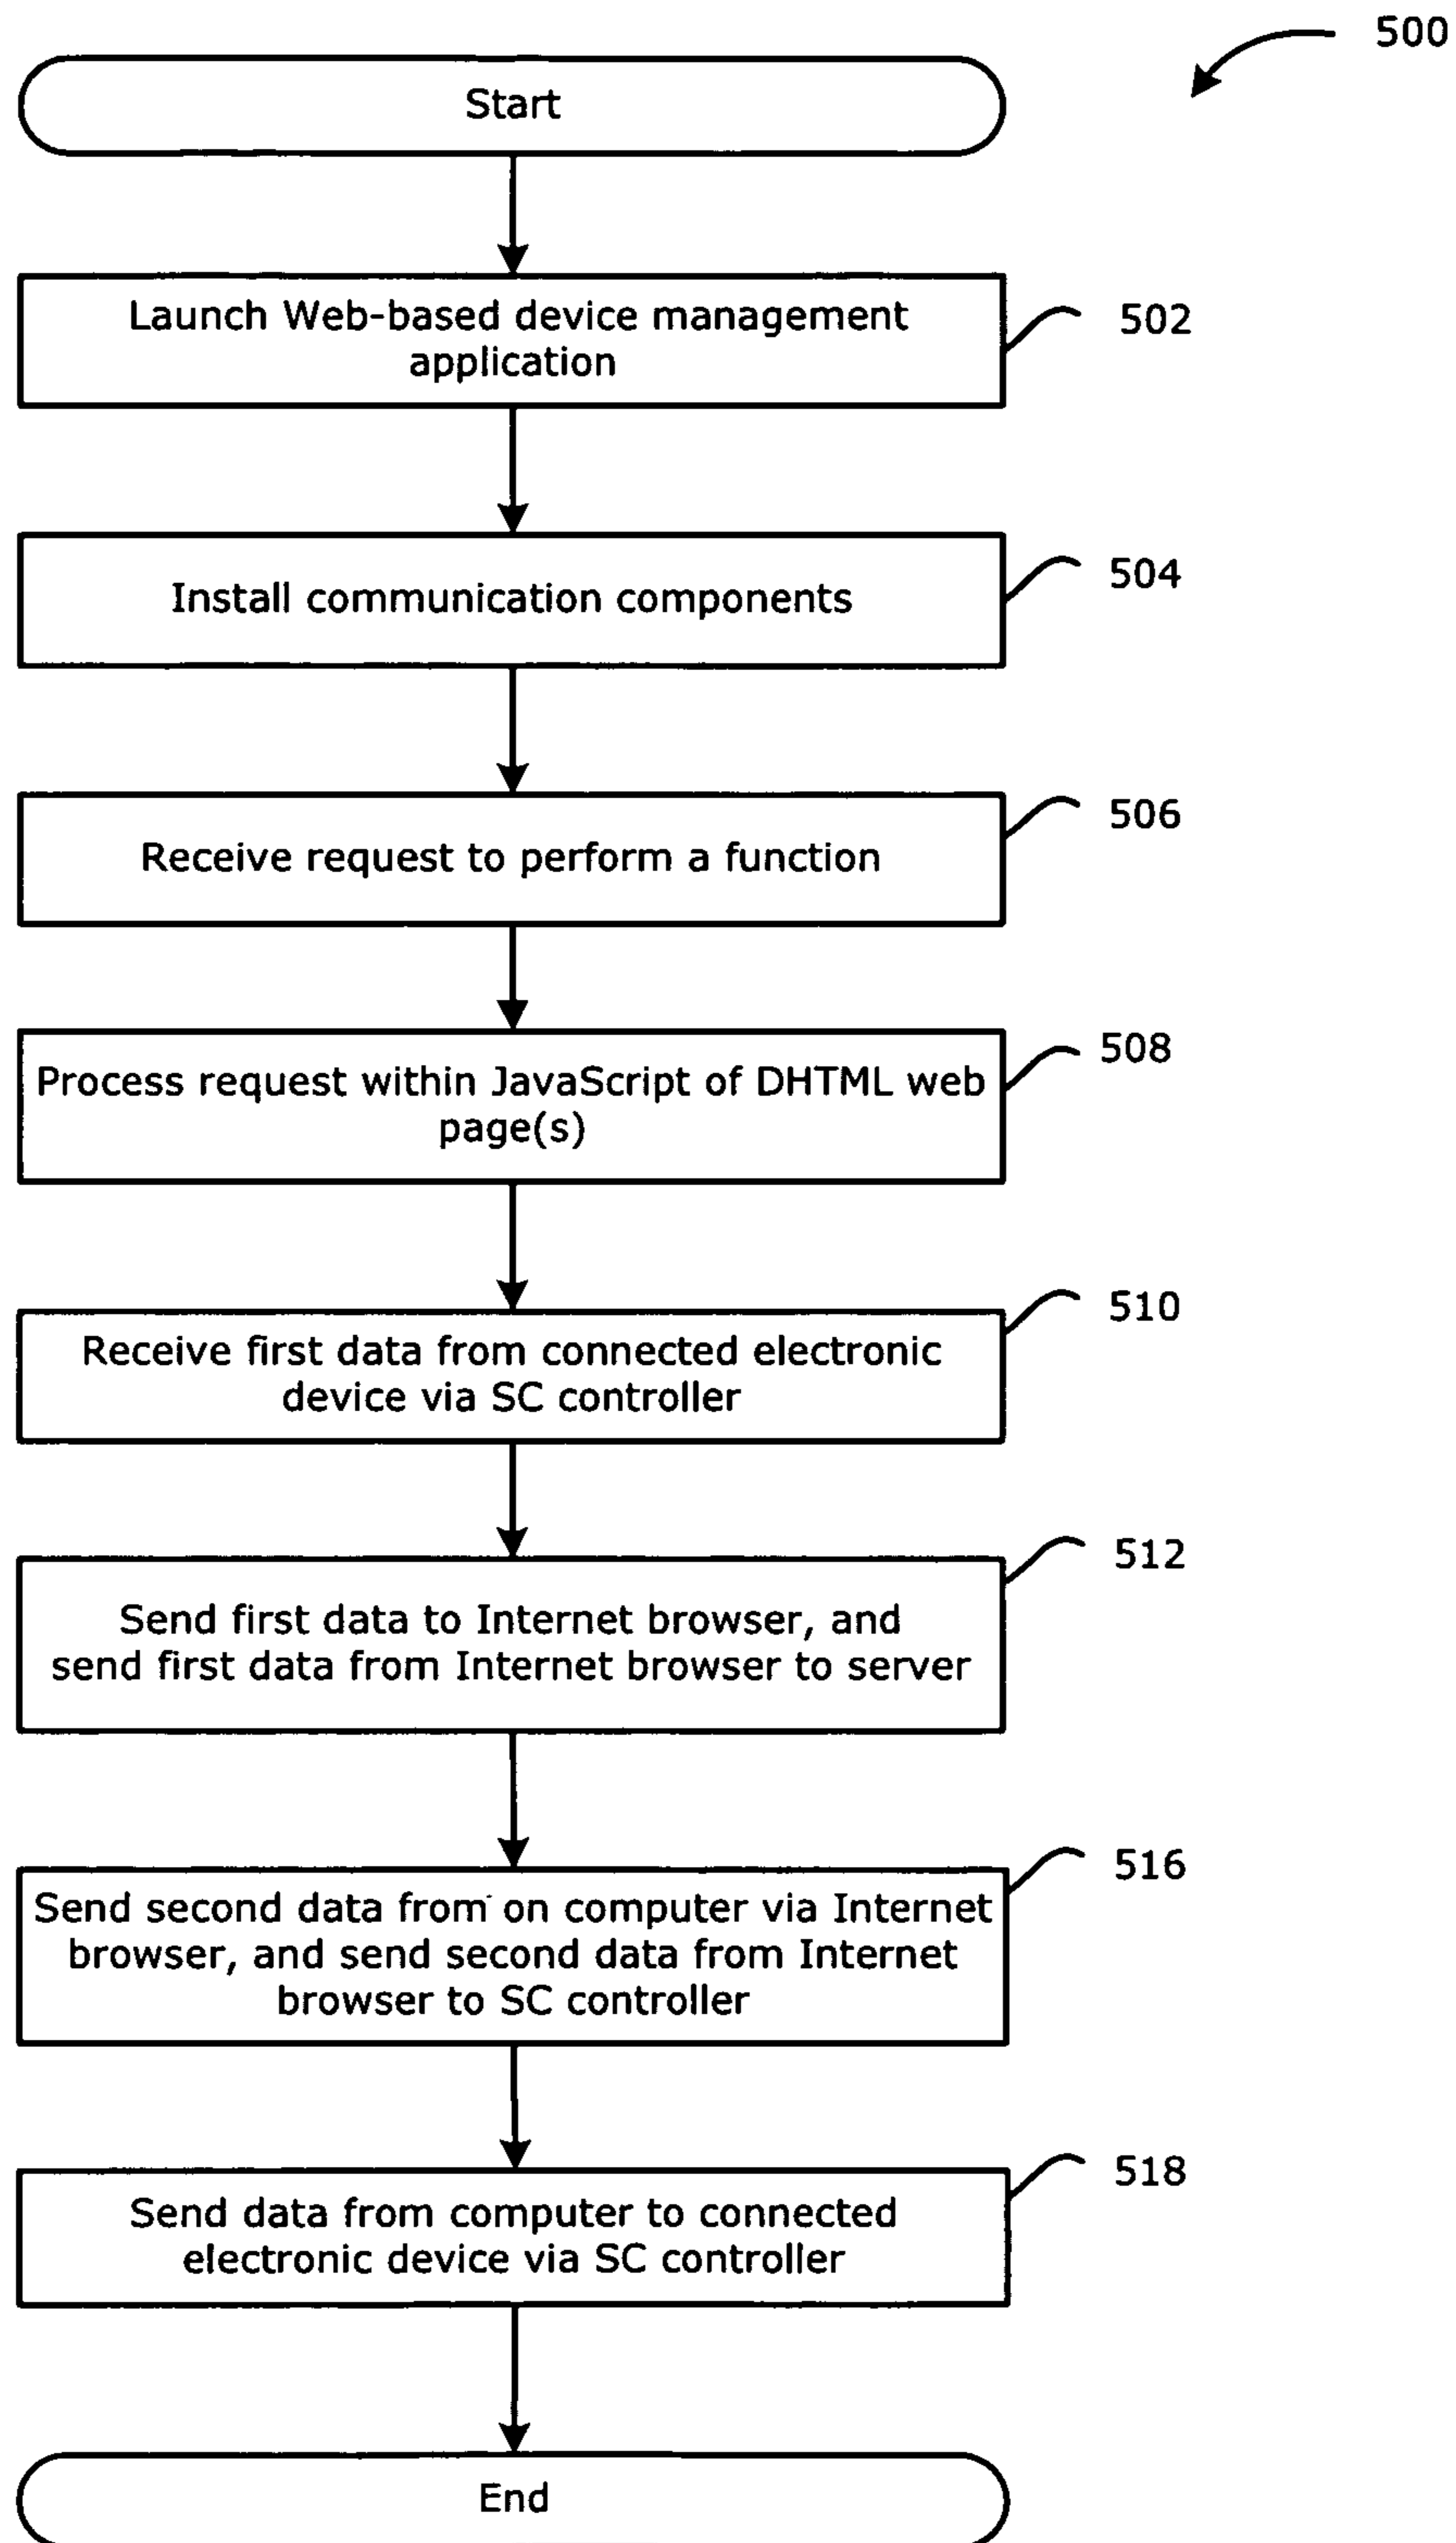 500
Start
Launch Web-based device management
application
502
Install communication components
504
Receive request to perform a function
506
Process request within JavaScript of DHTML web
page(s)
508
Receive first data from connected electronic
device via SC controller
510
Send first data to Internet browser, and
send first data from Internet browser to server
512
Send second data from on computer via Internet
browser, and send second data from Internet
browser to SC controller
516
Send data from computer to connected
electronic device via SC controller
518
End